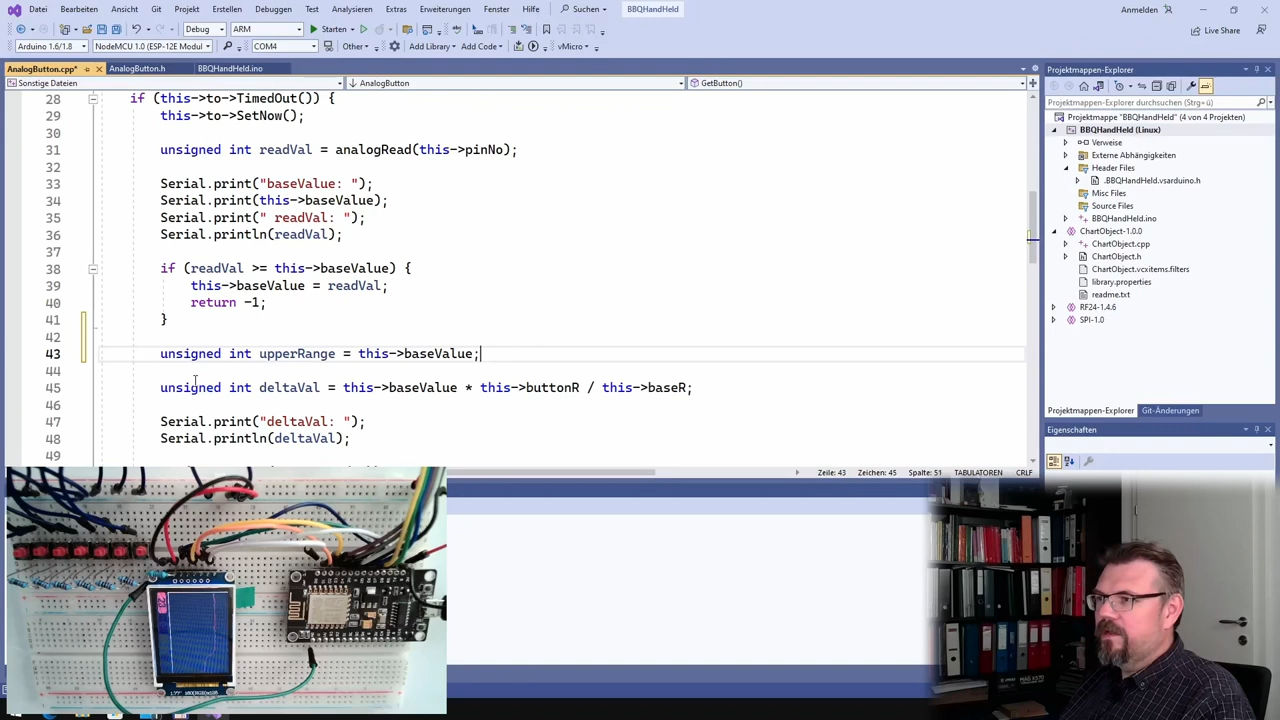 Datei Bearbeiten Ansicht Git Projekt Erstellen Debuggen Test Analysieren Extras Erweiterungen Fenster Hilfe Suchen BBQHandHeld Anmelden
Debug ARM Starten Live Share
Arduino 1.6/1.8 NodeMCU 1.0 (ESP-12E Modul) COM4 Other Add Library Add Code vMicro
AnalogButton.cpp* AnalogButton.h BBQHandHeld.ino
Sonstige Dateien AnalogButton GetButton()
28 if (this->to->TimedOut()) {
29 this->to->SetNow();
30
31 unsigned int readVal = analogRead(this->pinNo);
32
33 Serial.print("baseValue: ");
34 Serial.print(this->baseValue);
35 Serial.print(" readVal: ");
36 Serial.println(readVal);
37
38 if (readVal >= this->baseValue) {
39 this->baseValue = readVal;
40 return -1;
41 }
42
43 unsigned int upperRange = this->baseValue;
44
45 unsigned int deltaVal = this->baseValue * this->buttonR / this->baseR;
46
47 Serial.print("deltaVal: ");
48 Serial.println(deltaVal);
49
Zeile: 43 Zeichen: 45 Spalte: 51 TABULATOREN CRLF
Projektmappen-Explorer
Projektmappen-Explorer durchsuchen (Strg+ü)
Projektmappe "BBQHandHeld" (4 von 4 Projekten)
BBQHandHeld (Linux)
Verweise
Externe Abhängigkeiten
Header Files
.BBQHandHeld.vsarduino.h
Misc Files
Source Files
BBQHandHeld.ino
ChartObject-1.0.0
ChartObject.cpp
ChartObject.h
ChartObject.vcxitems.filters
library.properties
readme.txt
RF24-1.4.6
SPI-1.0
Projektmappen-Explorer Git-Änderungen
Eigenschaften